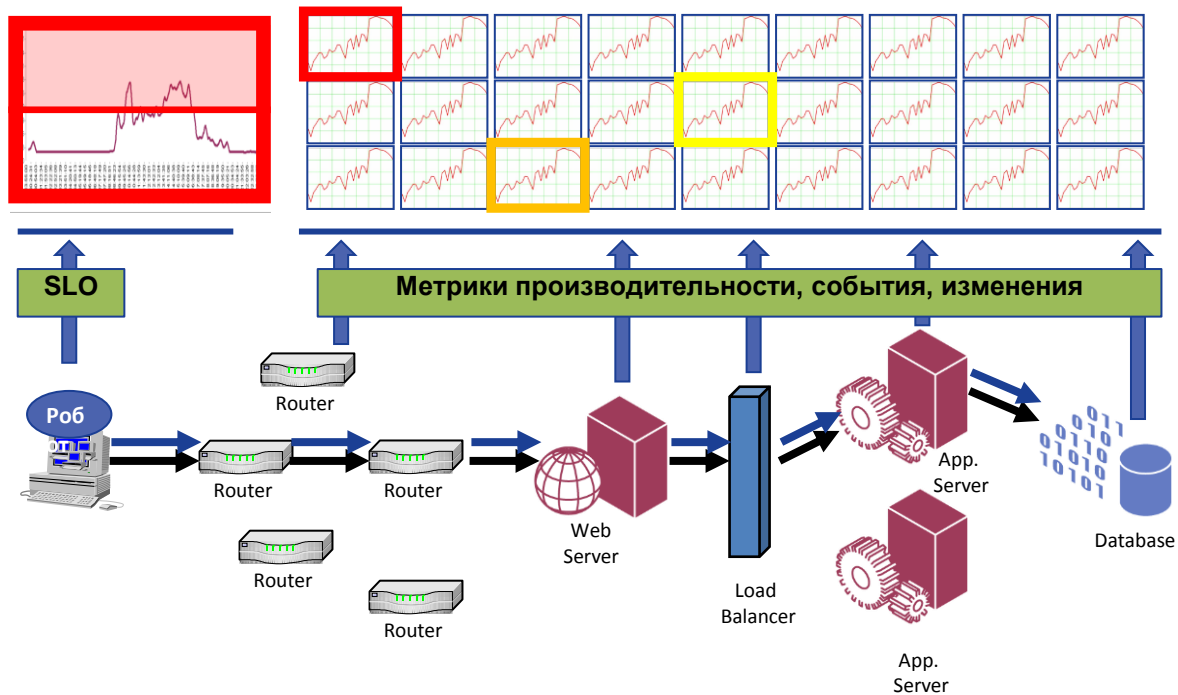 SLO
Метрики производительности, события, изменения
Роб
от
Router
Router
Router
Router
Router
Web
Server
Load
Balancer
App.
Server
App.
Server
Database